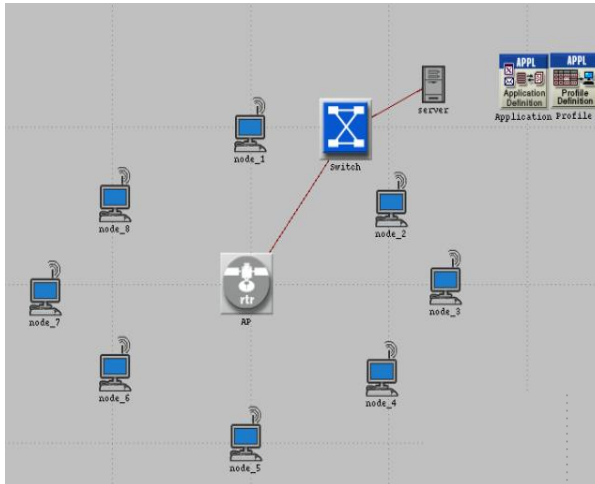 APPL
Application
Definition
Application
APPL
Profile
Definition
Profile
server
node_1
Switch
node_8
node_2
rtr
AP
node_7
node_3
node_6
node_4
node_5